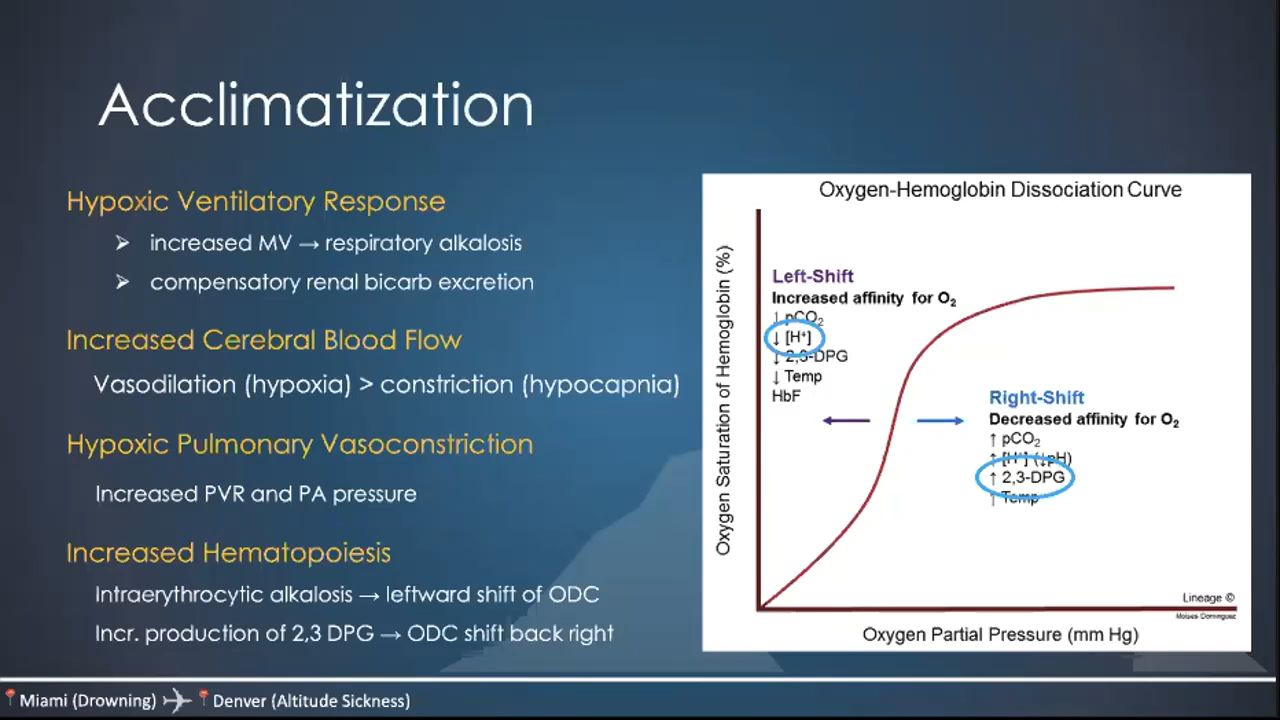 Acclimatization
Hypoxic Ventilatory Response
➢ increased MV → respiratory alkalosis
➢ compensatory renal bicarb excretion
Increased Cerebral Blood Flow
Vasodilation (hypoxia) > constriction (hypocapnia)
Hypoxic Pulmonary Vasoconstriction
Increased PVR and PA pressure
Increased Hematopoiesis
Intraerythrocytic alkalosis → leftward shift of ODC
Incr. production of 2,3 DPG → ODC shift back right
Oxygen-Hemoglobin Dissociation Curve
Oxygen Saturation of Hemoglobin (%)
Left-Shift
Increased affinity for O₂
↓ pCO₂
↓ [H⁺]
↓ 2,3-DPG
↓ Temp
HbF
Right-Shift
Decreased affinity for O₂
↑ pCO₂
↑ [H⁺] (↓pH)
↑ 2,3-DPG
↑ Temp
Lineage ©
Moises Dominguez
Oxygen Partial Pressure (mm Hg)
Miami (Drowning) Denver (Altitude Sickness)